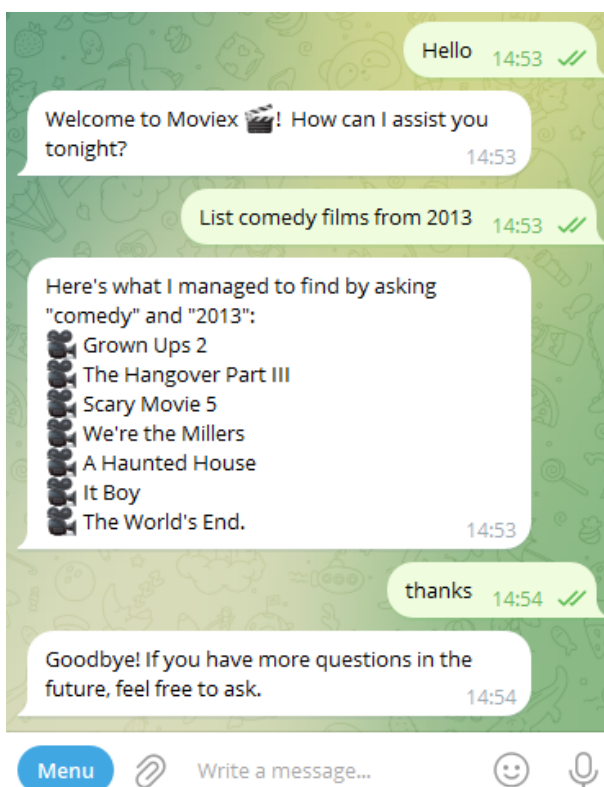 Hello 14:53
Welcome to Moviex 🎬! How can I assist you
tonight?
14:53
List comedy films from 2013 14:53
Here's what I managed to find by asking
"comedy" and "2013":
🎥 Grown Ups 2
🎥 The Hangover Part III
🎥 Scary Movie 5
🎥 We're the Millers
🎥 A Haunted House
🎥 It Boy
🎥 The World's End.
14:53
thanks 14:54
Goodbye! If you have more questions in the
future, feel free to ask.
14:54
Menu Write a message...